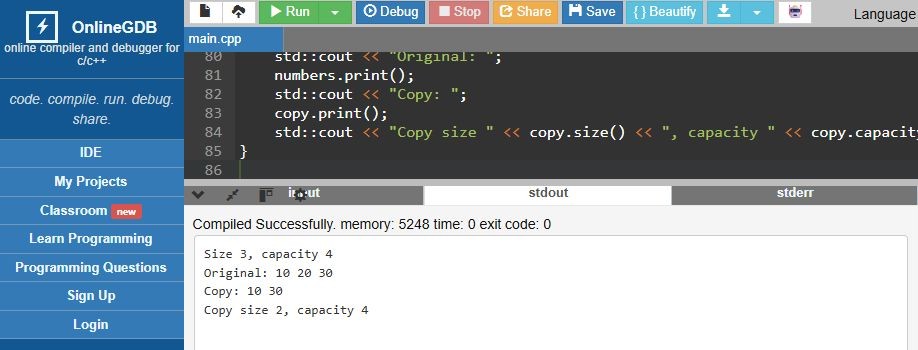 OnlineGDB
online compiler and debugger for
c/c++
code. compile. run. debug.
share.
IDE
My Projects
Classroom new
Learn Programming
Programming Questions
Sign Up
Login
Run Debug Stop Share Save { } Beautify Language
main.cpp
80 std::cout << "Original: ";
81 numbers.print();
82 std::cout << "Copy: ";
83 copy.print();
84 std::cout << "Copy size " << copy.size() << ", capacity " << copy.capacity
85 }
86
input stdout stderr
Compiled Successfully. memory: 5248 time: 0 exit code: 0
Size 3, capacity 4
Original: 10 20 30
Copy: 10 30
Copy size 2, capacity 4